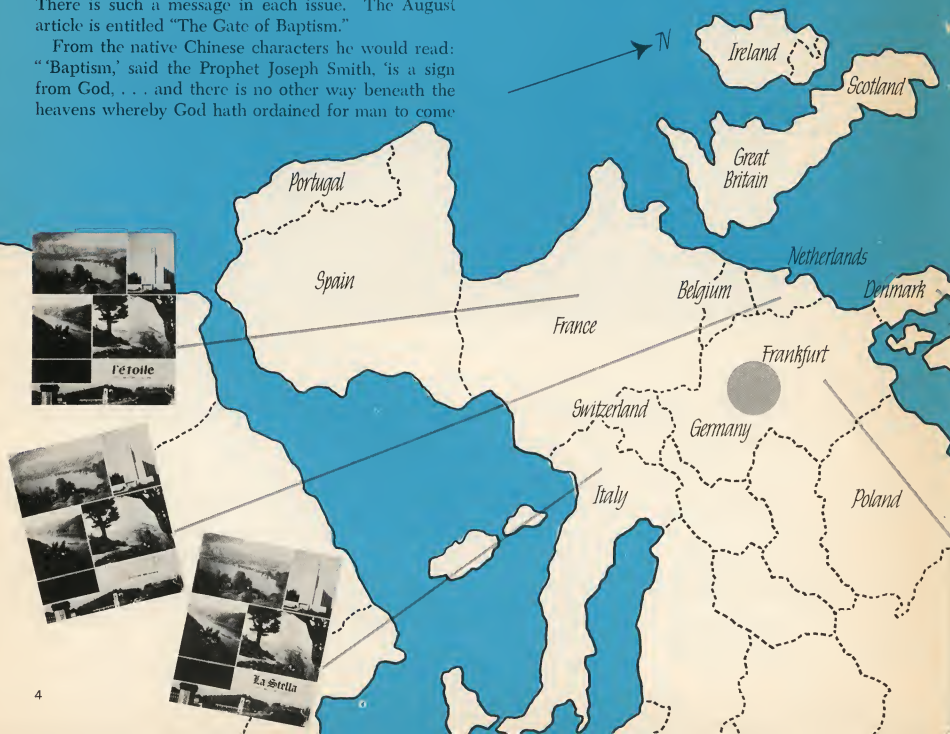 There is such a message in each issue. The August
article is entitled “The Gate of Baptism.”
From the native Chinese characters he would read:
“ ‘Baptism,’ said the Prophet Joseph Smith, ‘is a sign
from God, . . . and there is no other way beneath the
heavens whereby God hath ordained for man to come
N
Ireland
Scotland
Great
Britain
Portugal
Netherlands
Spain
Belgium
Denmark
France
Frankfurt
l'étoile
Switzerland
Germany
Italy
Poland
La Stella
4